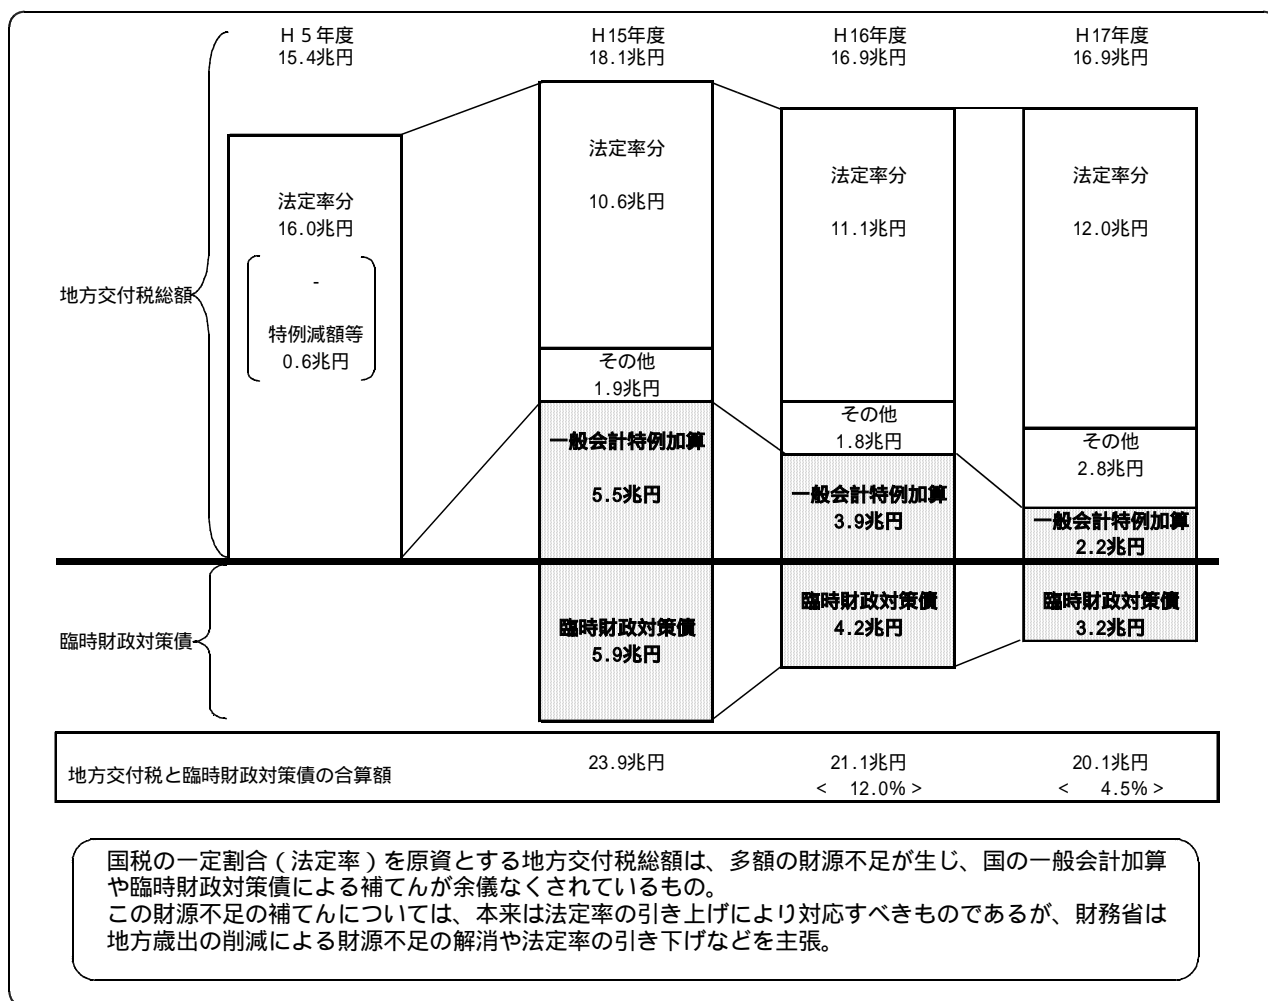 H 5 年度
15.4兆円
H15年度
18.1兆円
H16年度
16.9兆円
H17年度
16.9兆円
地方交付税総額
法定率分
16.0兆円
-
特例減額等
0.6兆円
法定率分
10.6兆円
その他
1.9兆円
一般会計特例加算
5.5兆円
法定率分
11.1兆円
その他
1.8兆円
一般会計特例加算
3.9兆円
法定率分
12.0兆円
その他
2.8兆円
一般会計特例加算
2.2兆円
臨時財政対策債
臨時財政対策債
5.9兆円
臨時財政対策債
4.2兆円
臨時財政対策債
3.2兆円
地方交付税と臨時財政対策債の合算額
23.9兆円
21.1兆円
< 12.0% >
20.1兆円
< 4.5% >
国税の一定割合(法定率)を原資とする地方交付税総額は、多額の財源不足が生じ、国の一般会計加算
や臨時財政対策債による補てんが余儀なくされているもの。
この財源不足の補てんについては、本来は法定率の引き上げにより対応すべきものであるが、財務省は
地方歳出の削減による財源不足の解消や法定率の引き下げなどを主張。